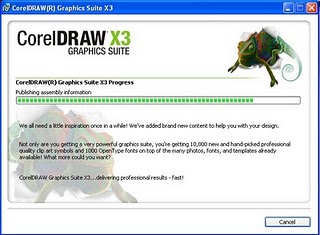 CorelDRAW(R) Graphics Suite X3
CorelDRAW X3
GRAPHICS SUITE
CorelDRAW(R) Graphics Suite X3 Progress
Publishing assembly information
We all need a little inspiration once in a while! We've added brand new content to help you with your design.
Not only are you getting a very powerful graphics suite, you're getting 10,000 new and hand-picked professional
quality clip art symbols and 1000 OpenType fonts on top of the many photos, fonts, and templates already
available! What more could you want?
CorelDRAW Graphics Suite X3...delivering professional results - fast!
Cancel